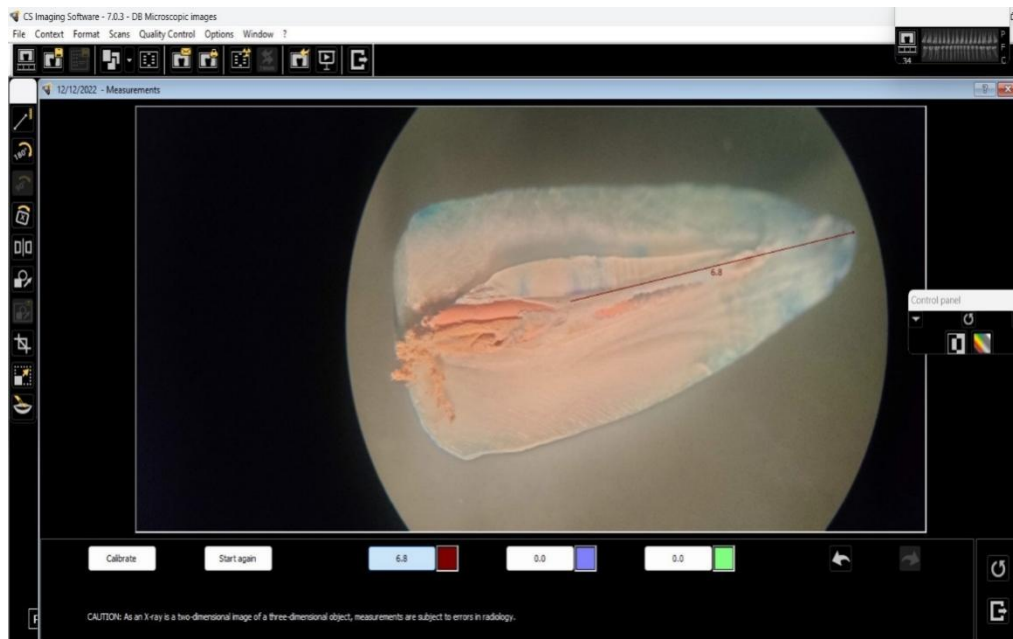 CS Imaging Software - 7.0.3 - DB Microscopic images
File Context Format Scans Quality Control Options Window ?
34
P
F
C
12/12/2022 - Measurements
180°
6.8
Control panel
Calibrate
Start again
6.8
0.0
0.0
CAUTION: As an X-ray is a two-dimensional image of a three-dimensional object, measurements are subject to errors in radiology.